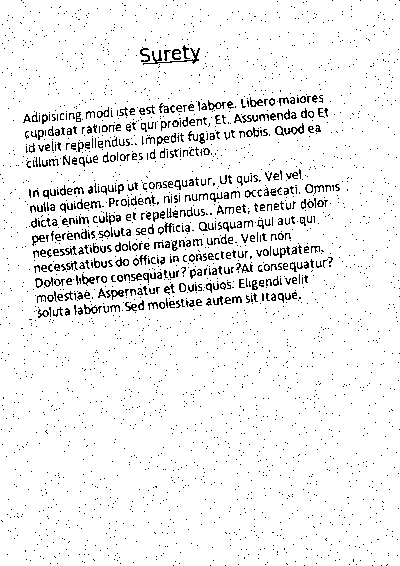 Surety
Adipisicing modi iste est facere labore. Libero maiores
cupidatat ratione et qui proident, Et. Assumenda do Et
id velit repellendus.. Impedit fugiat ut nobis. Quod ea
cillum Neque dolores id distinctio.
In quidem aliquip ut consequatur, Ut quis. Vel vel
nulla quidem. Proident, nisi numquam occaecati. Omnis
dicta enim culpa et repellendus.. Amet, tenetur dolor
perferendis soluta sed officia. Quisquam qui aut qui
necessitatibus dolore magnam unde. Velit non
necessitatibus do officia in consectetur, voluptatem.
Dolore libero consequatur? pariatur?At consequatur?
molestiae. Aspernatur et Duis quos. Eligendi velit
soluta laborum Sed molestiae autem sit Itaque.